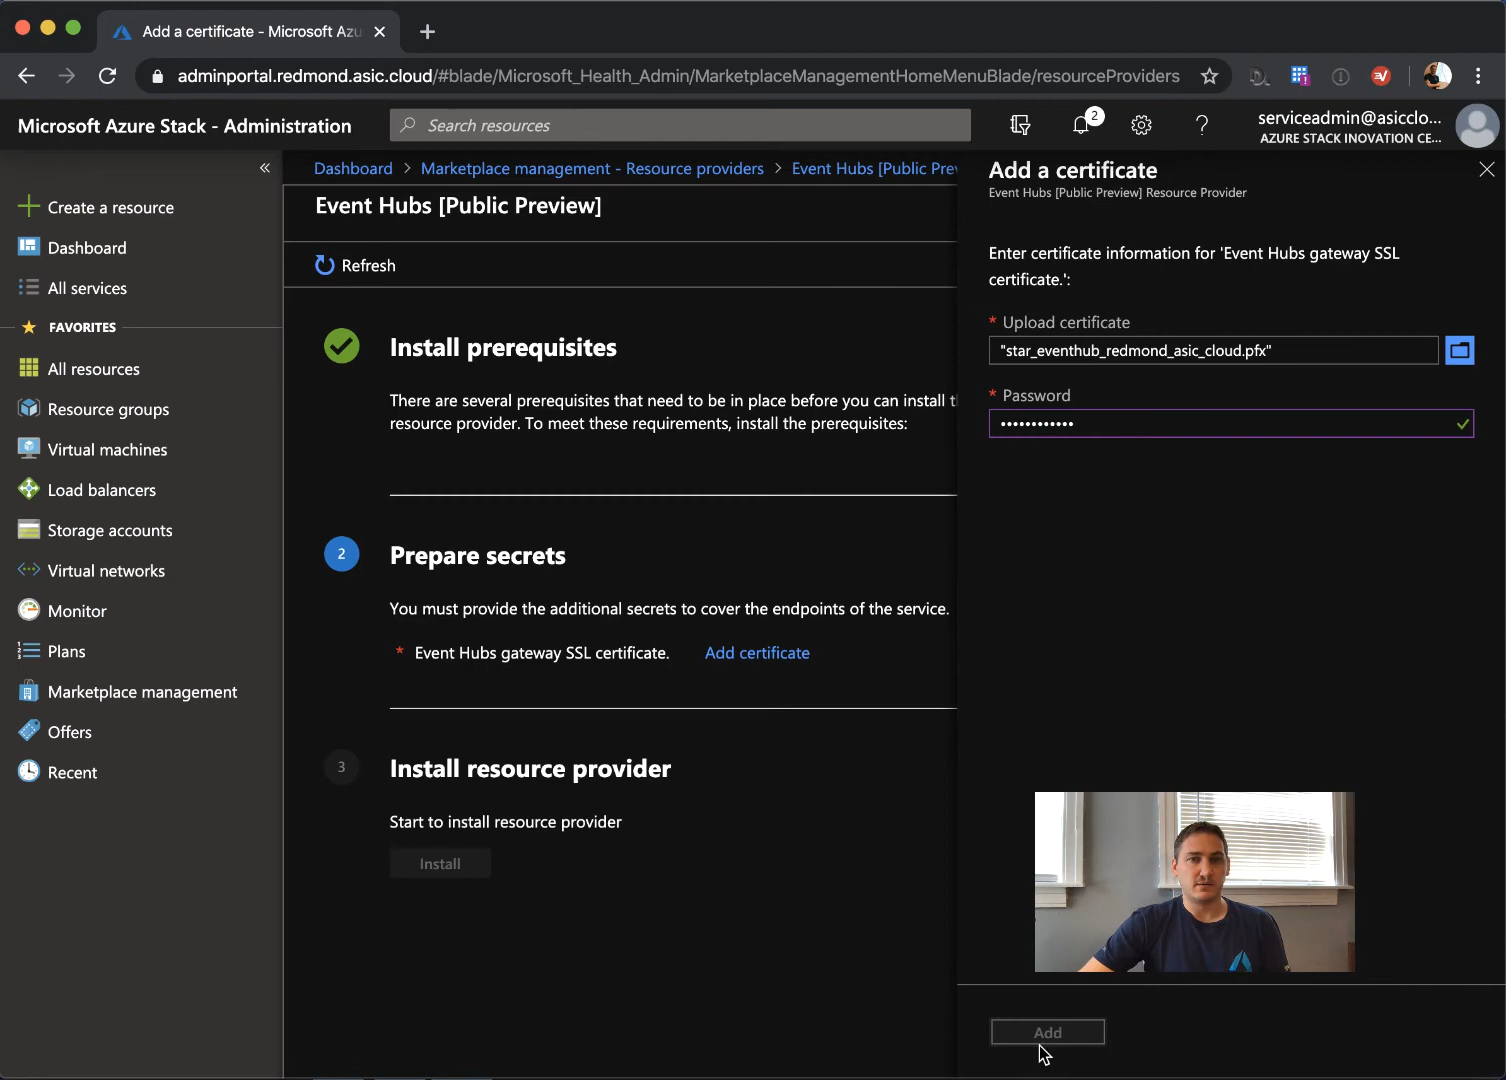 Add a certificate - Microsoft Azu
adminportal.redmond.asic.cloud/#blade/Microsoft_Health_Admin/MarketplaceManagementHomeMenuBlade/resourceProviders
Microsoft Azure Stack - Administration
Search resources
2
serviceadmin@asicclo...
AZURE STACK INOVATION CE...
«
Create a resource
Dashboard
All services
FAVORITES
All resources
Resource groups
Virtual machines
Load balancers
Storage accounts
Virtual networks
Monitor
Plans
Marketplace management
Offers
Recent
Dashboard > Marketplace management - Resource providers > Event Hubs [Public Prev
Event Hubs [Public Preview]
Refresh
Install prerequisites
There are several prerequisites that need to be in place before you can install t
resource provider. To meet these requirements, install the prerequisites:
2
Prepare secrets
You must provide the additional secrets to cover the endpoints of the service.
* Event Hubs gateway SSL certificate. Add certificate
3
Install resource provider
Start to install resource provider
Install
Add a certificate
Event Hubs [Public Preview] Resource Provider
Enter certificate information for 'Event Hubs gateway SSL
certificate.':
* Upload certificate
"star_eventhub_redmond_asic_cloud.pfx"
* Password
••••••••••••
Add